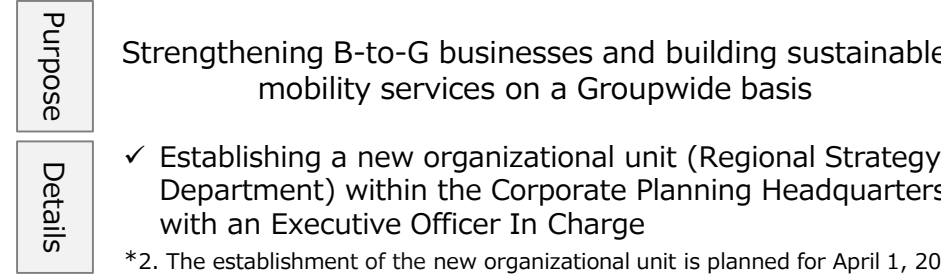 Purpose
Strengthening B-to-G businesses and building sustainable
mobility services on a Groupwide basis
Details
✓ Establishing a new organizational unit (Regional Strategy
Department) within the Corporate Planning Headquarters
with an Executive Officer In Charge
*2. The establishment of the new organizational unit is planned for April 1, 20